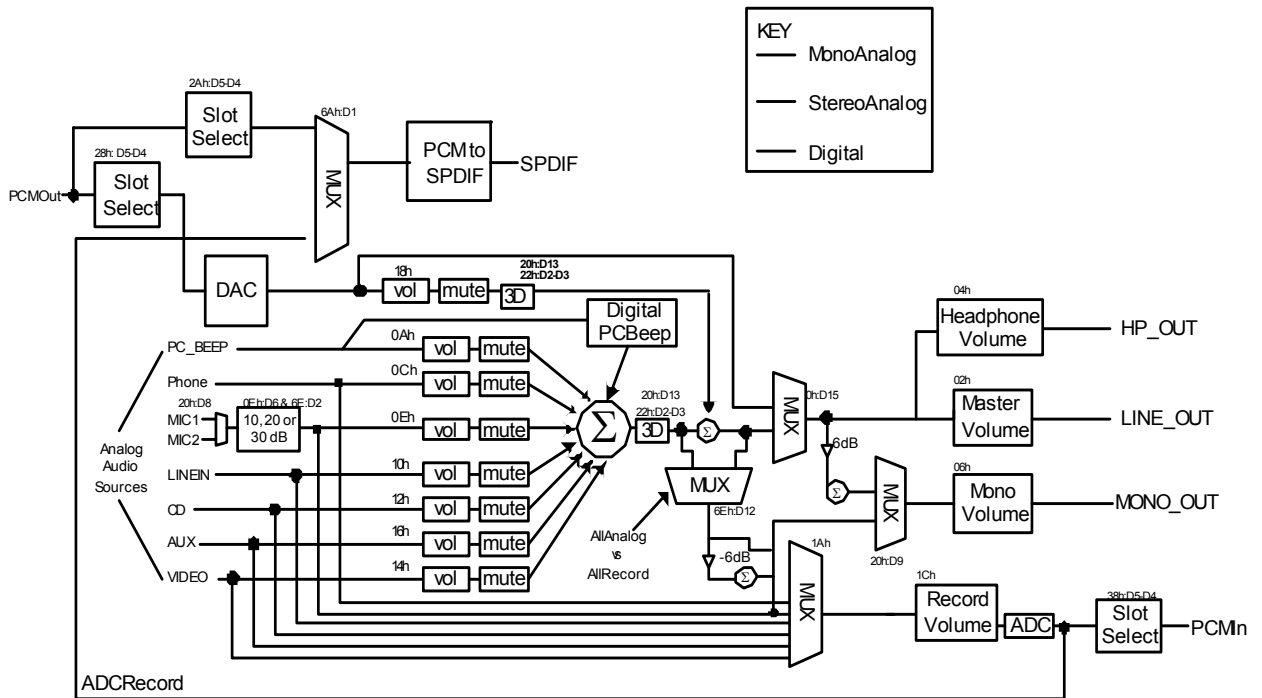 KEY
MonoAnalog
StereoAnalog
Digital
2Ah:D5-D4
Slot
Select
6Ah:D1
MUX
PCM to
SPDIF
SPDIF
28h: D5-D4
Slot
Select
PCMOut
DAC
18h
vol
mute
20h:D13
22h:D2-D3
3D
Digital
PCBeep
04h
Headphone
Volume
HP_OUT
PC_BEEP
0Ah
vol
mute
Phone
0Ch
vol
mute
20h:D8
0Eh:D6 & 6E:D2
MIC1
MIC2
10, 20 or
30 dB
0Eh
vol
mute
Σ
20h:D13
22h:D2-D3
3D
Σ
MUX
6Eh:D12
MUX
0h:D15
02h
Master
Volume
LINE_OUT
6dB
Σ
MUX
20h:D9
06h
Mono
Volume
MONO_OUT
Analog
Audio
Sources
LINEIN
10h
vol
mute
CD
12h
vol
mute
AUX
16h
vol
mute
VIDEO
14h
vol
mute
AllAnalog
vs
AllRecord
-6dB
Σ
1Ah
MUX
1Ch
Record
Volume
ADC
38h:D5-D4
Slot
Select
PCMIn
ADCRecord